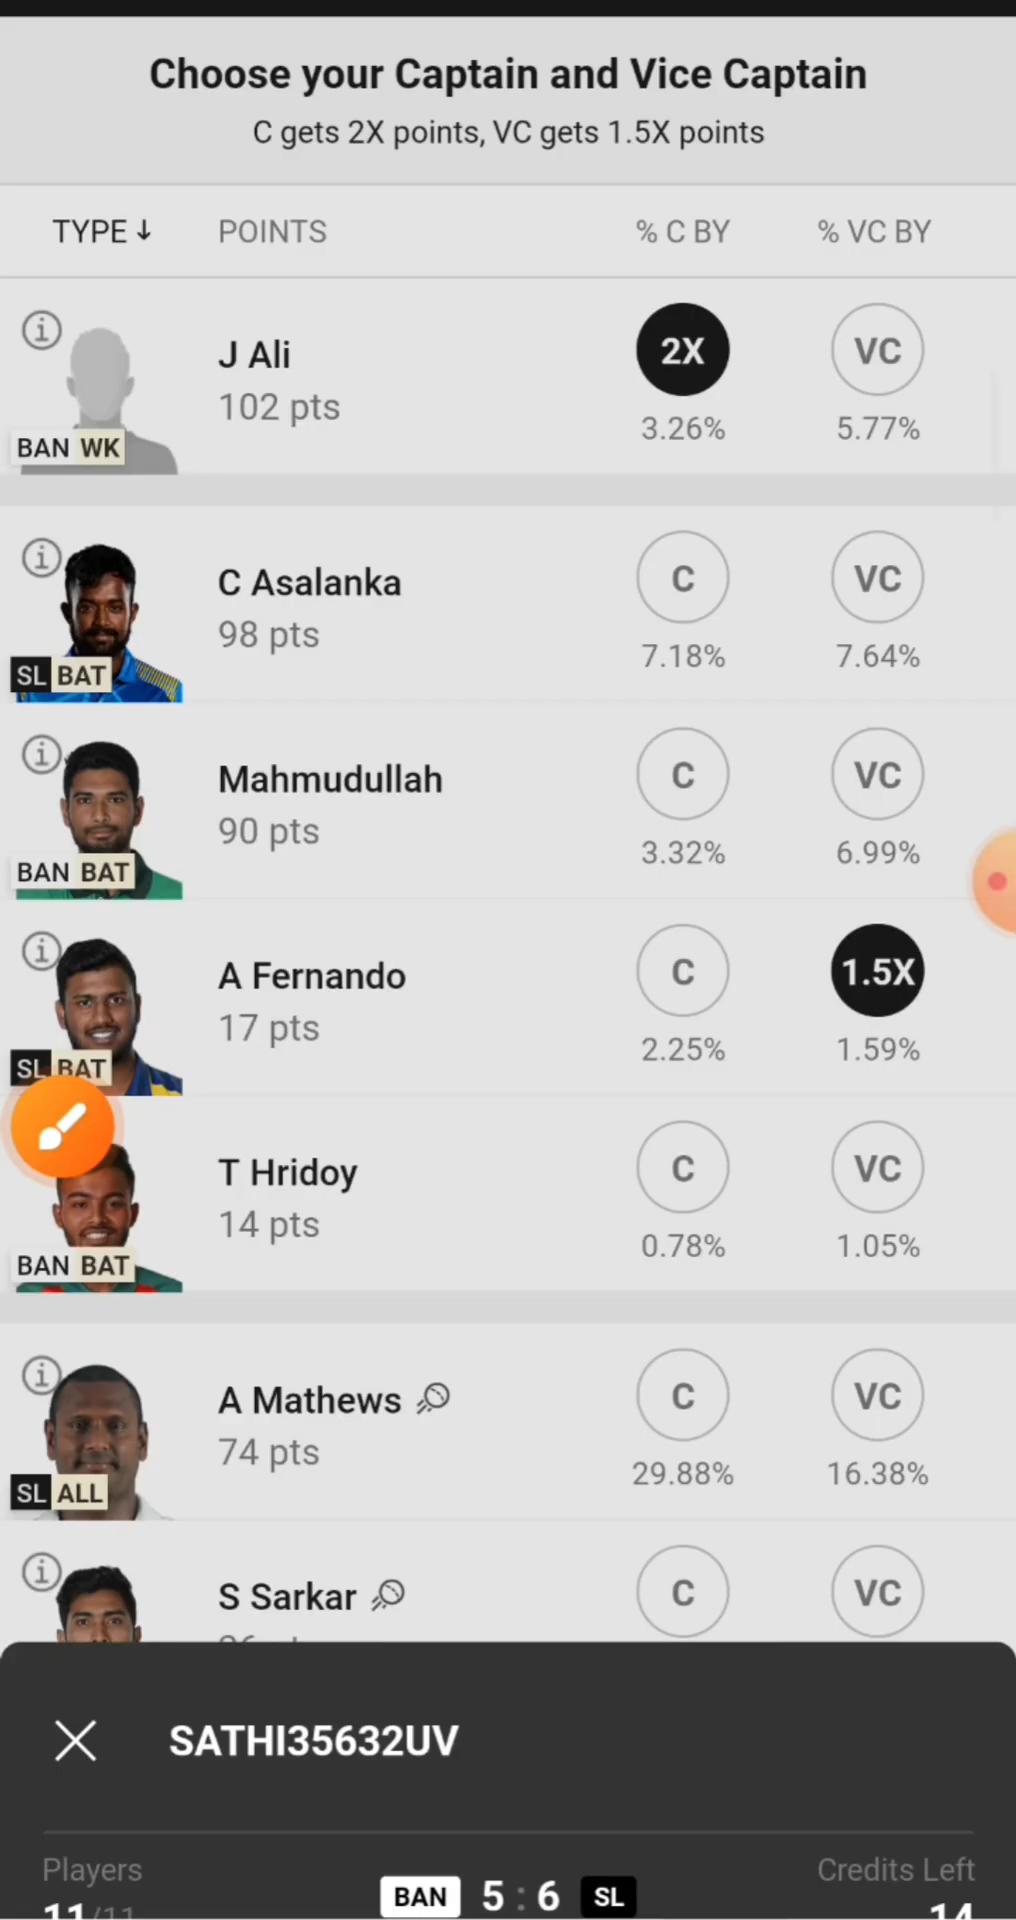 Choose your Captain and Vice Captain
C gets 2X points, VC gets 1.5X points
TYPE ↓ POINTS % C BY % VC BY
J Ali
102 pts
BAN WK
2X VC
3.26% 5.77%
C Asalanka
98 pts
SL BAT
C VC
7.18% 7.64%
Mahmudullah
90 pts
BAN BAT
C VC
3.32% 6.99%
A Fernando
17 pts
SL BAT
C 1.5X
2.25% 1.59%
T Hridoy
14 pts
BAN BAT
C VC
0.78% 1.05%
A Mathews
74 pts
SL ALL
C VC
29.88% 16.38%
S Sarkar
C VC
SATHI35632UV
Players Credits Left
11/11 BAN 5 : 6 SL 14